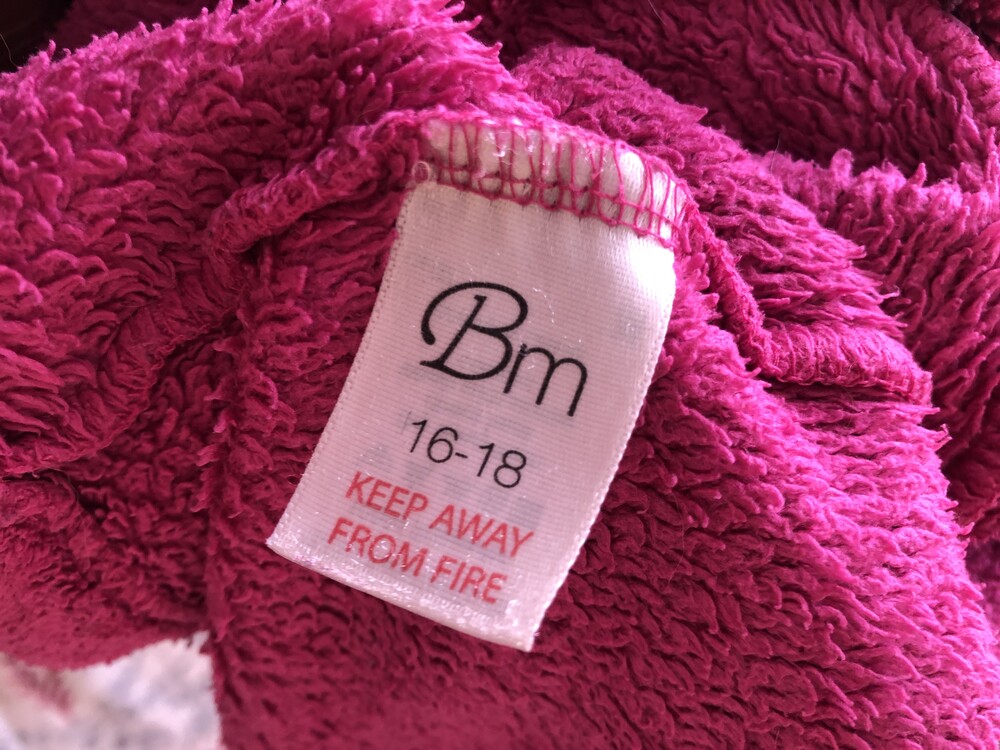 Bm
16-18
KEEP AWAY
FROM FIRE